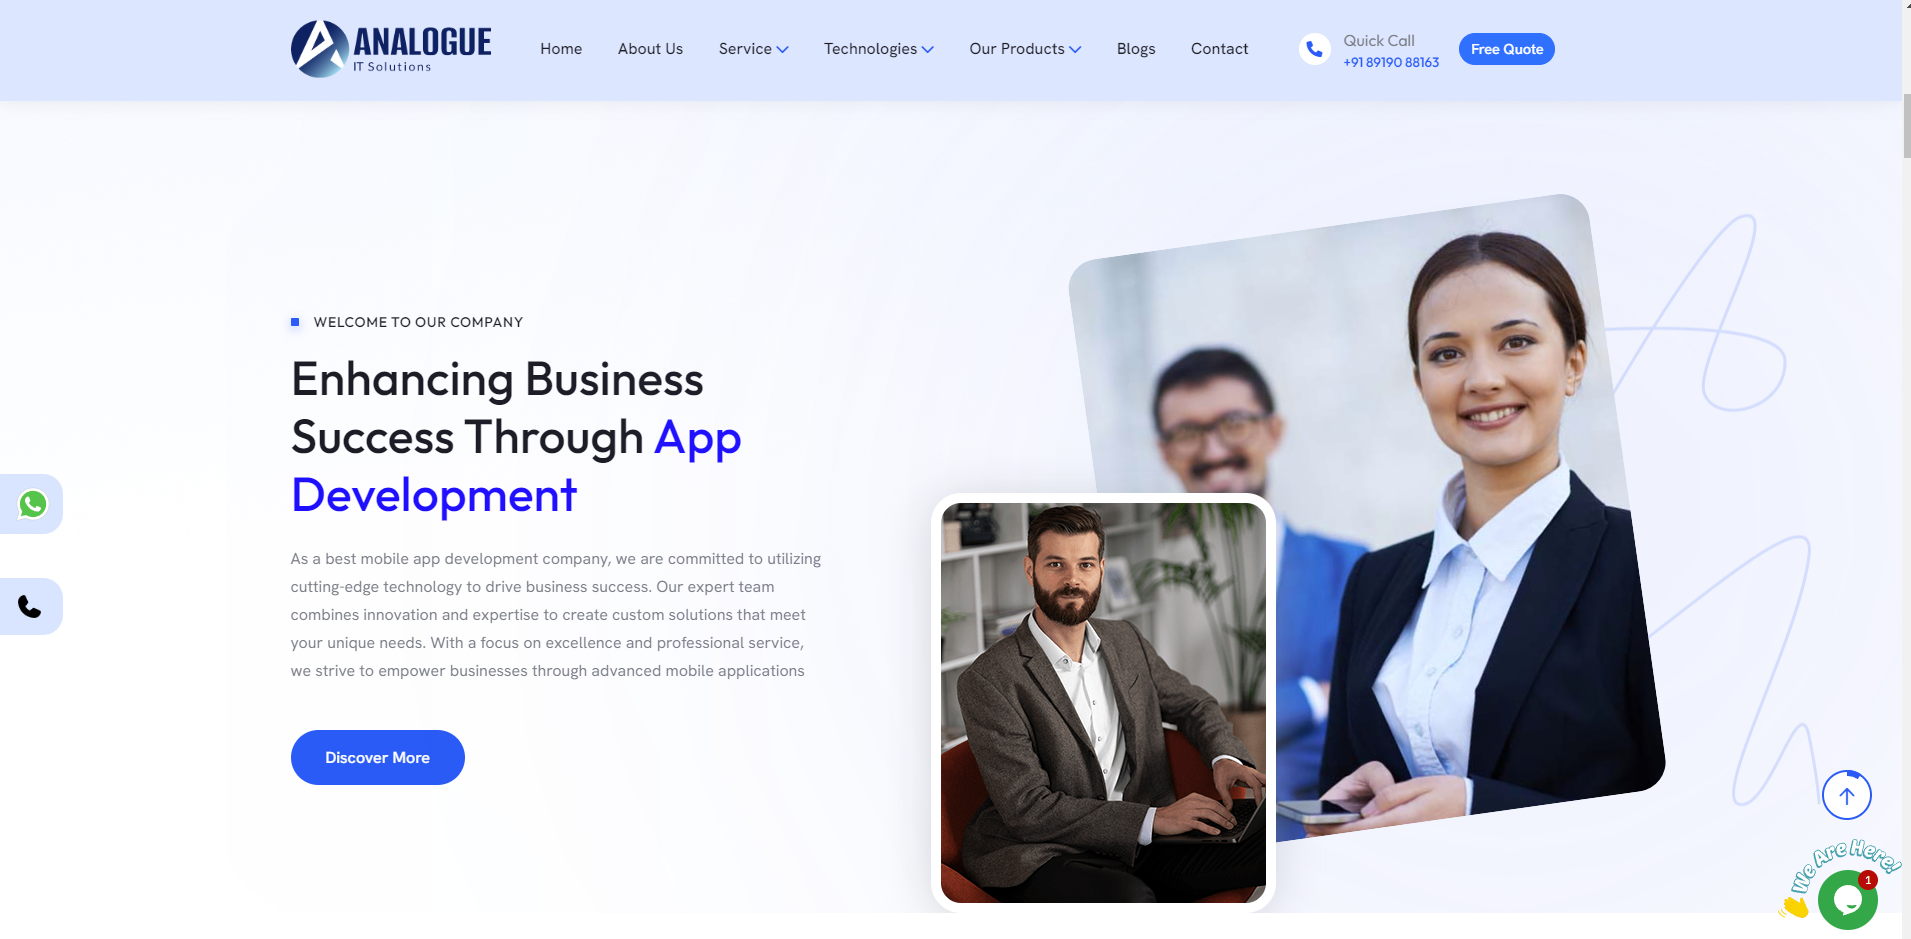 ANALOGUE
IT Solutions
Home
About Us
Service
Technologies
Our Products
Blogs
Contact
Quick Call
+91 89190 88163
Free Quote
WELCOME TO OUR COMPANY
Enhancing Business
Success Through App
Development
As a best mobile app development company, we are committed to utilizing
cutting-edge technology to drive business success. Our expert team
combines innovation and expertise to create custom solutions that meet
your unique needs. With a focus on excellence and professional service,
we strive to empower businesses through advanced mobile applications
Discover More
We Are Here!
1